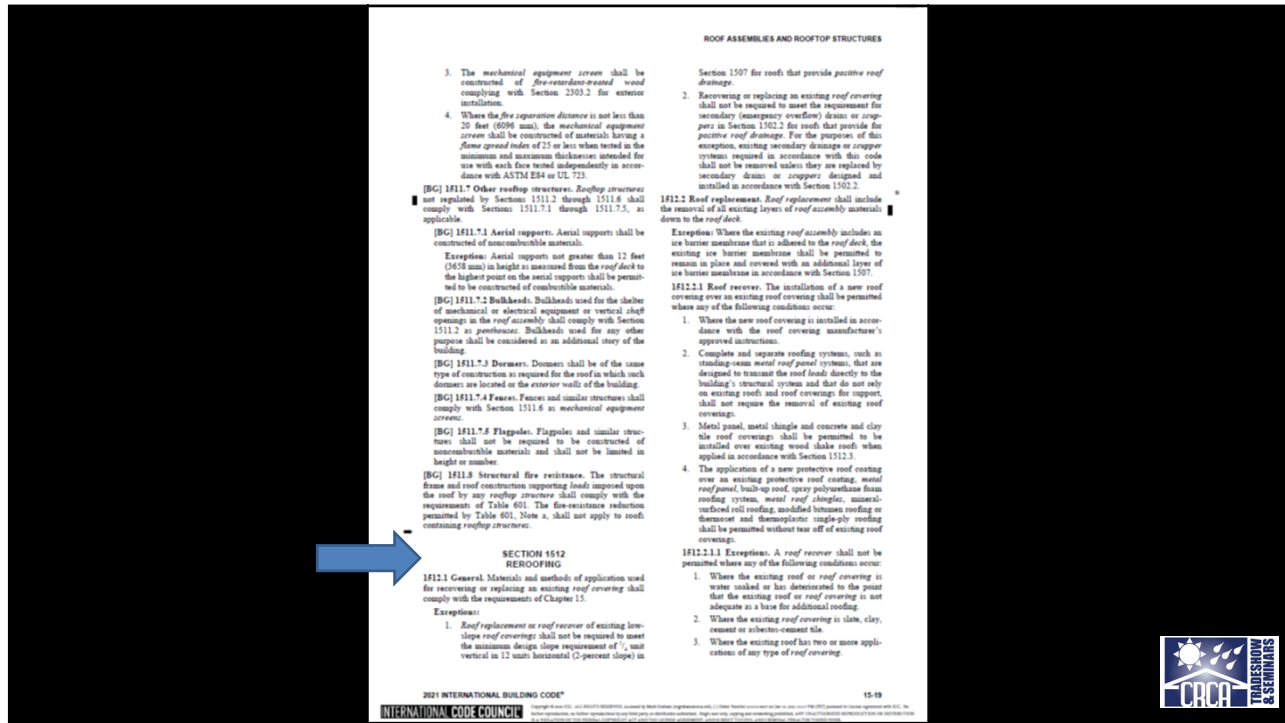 ROOF ASSEMBLIES AND ROOFTOP STRUCTURES
3. The mechanical equipment screen shall be
constructed of fire-retardant-treated wood
complying with Section 2303.2 for exterior
installation.
4. Where the fire separation distance is not less than
20 feet (6096 mm), the mechanical equipment
screen shall be constructed of materials having a
flame spread index of 25 or less when tested in the
minimum and maximum thicknesses intended for
use with each face tested independently in accor-
dance with ASTM E84 or UL 723.
[BG] 1511.7 Other rooftop structures. Rooftop structures
not regulated by Sections 1511.2 through 1511.6 shall
comply with Sections 1511.7.1 through 1511.7.5, as
applicable.
[BG] 1511.7.1 Aerial supports. Aerial supports shall be
constructed of noncombustible materials.
Exception: Aerial supports not greater than 12 feet
(3658 mm) in height as measured from the roof deck to
the highest point on the aerial supports shall be permit-
ted to be constructed of combustible materials.
[BG] 1511.7.2 Bulkheads. Bulkheads used for the shelter
of mechanical or electrical equipment or vertical shaft
openings in the roof assembly shall comply with Section
1511.2 as penthouses. Bulkheads used for any other
purpose shall be considered as an additional story of the
building.
[BG] 1511.7.3 Dormers. Dormers shall be of the same
type of construction as required for the roof in which such
dormers are located or the exterior walls of the building.
[BG] 1511.7.4 Fences. Fences and similar structures shall
comply with Section 1511.6 as mechanical equipment
screens.
[BG] 1511.7.5 Flagpoles. Flagpoles and similar struc-
tures shall not be required to be constructed of
noncombustible materials and shall not be limited in
height or number.
[BG] 1511.8 Structural fire resistance. The structural
frame and roof construction supporting loads imposed upon
the roof by any rooftop structure shall comply with the
requirements of Table 601. The fire-resistance reduction
permitted by Table 601, Note a, shall not apply to roofs
containing rooftop structures.
SECTION 1512
REROOFING
1512.1 General. Materials and methods of application used
for recovering or replacing an existing roof covering shall
comply with the requirements of Chapter 15.
Exceptions:
1. Roof replacement or roof recover of existing low-
slope roof coverings shall not be required to meet
the minimum design slope requirement of 1/4 unit
vertical in 12 units horizontal (2-percent slope) in
Section 1507 for roofs that provide positive roof
drainage.
2. Recovering or replacing an existing roof covering
shall not be required to meet the requirement for
secondary (emergency overflow) drains or scup-
pers in Section 1502.2 for roofs that provide for
positive roof drainage. For the purposes of this
exception, existing secondary drainage or scupper
systems required in accordance with this code
shall not be removed unless they are replaced by
secondary drains or scuppers designed and
installed in accordance with Section 1502.2.
1512.2 Roof replacement. Roof replacement shall include
the removal of all existing layers of roof assembly materials
down to the roof deck.
Exception: Where the existing roof assembly includes an
ice barrier membrane that is adhered to the roof deck, the
existing ice barrier membrane shall be permitted to
remain in place and covered with an additional layer of
ice barrier membrane in accordance with Section 1507.
1512.2.1 Roof recover. The installation of a new roof
covering over an existing roof covering shall be permitted
where any of the following conditions occur:
1. Where the new roof covering is installed in accor-
dance with the roof covering manufacturer's
approved instructions.
2. Complete and separate roofing systems, such as
standing-seam metal roof panel systems, that are
designed to transmit the roof loads directly to the
building's structural system and that do not rely
on existing roofs and roof coverings for support,
shall not require the removal of existing roof
coverings.
3. Metal panel, metal shingle and concrete and clay
tile roof coverings shall be permitted to be
installed over existing wood shake roofs when
applied in accordance with Section 1512.3.
4. The application of a new protective roof coating
over an existing protective roof coating, metal
roof panel, built-up roof, spray polyurethane foam
roofing system, metal roof shingles, mineral-
surfaced roll roofing, modified bitumen roofing or
thermoset and thermoplastic single-ply roofing
shall be permitted without tear off of existing roof
coverings.
1512.2.1.1 Exceptions. A roof recover shall not be
permitted where any of the following conditions occur:
1. Where the existing roof or roof covering is
water soaked or has deteriorated to the point
that the existing roof or roof covering is not
adequate as a base for additional roofing.
2. Where the existing roof covering is slate, clay,
cement or asbestos-cement tile.
3. Where the existing roof has two or more appli-
cations of any type of roof covering.
2021 INTERNATIONAL BUILDING CODE®
15-19
INTERNATIONAL CODE COUNCIL
CRCA
TRADESHOW
& SEMINARS